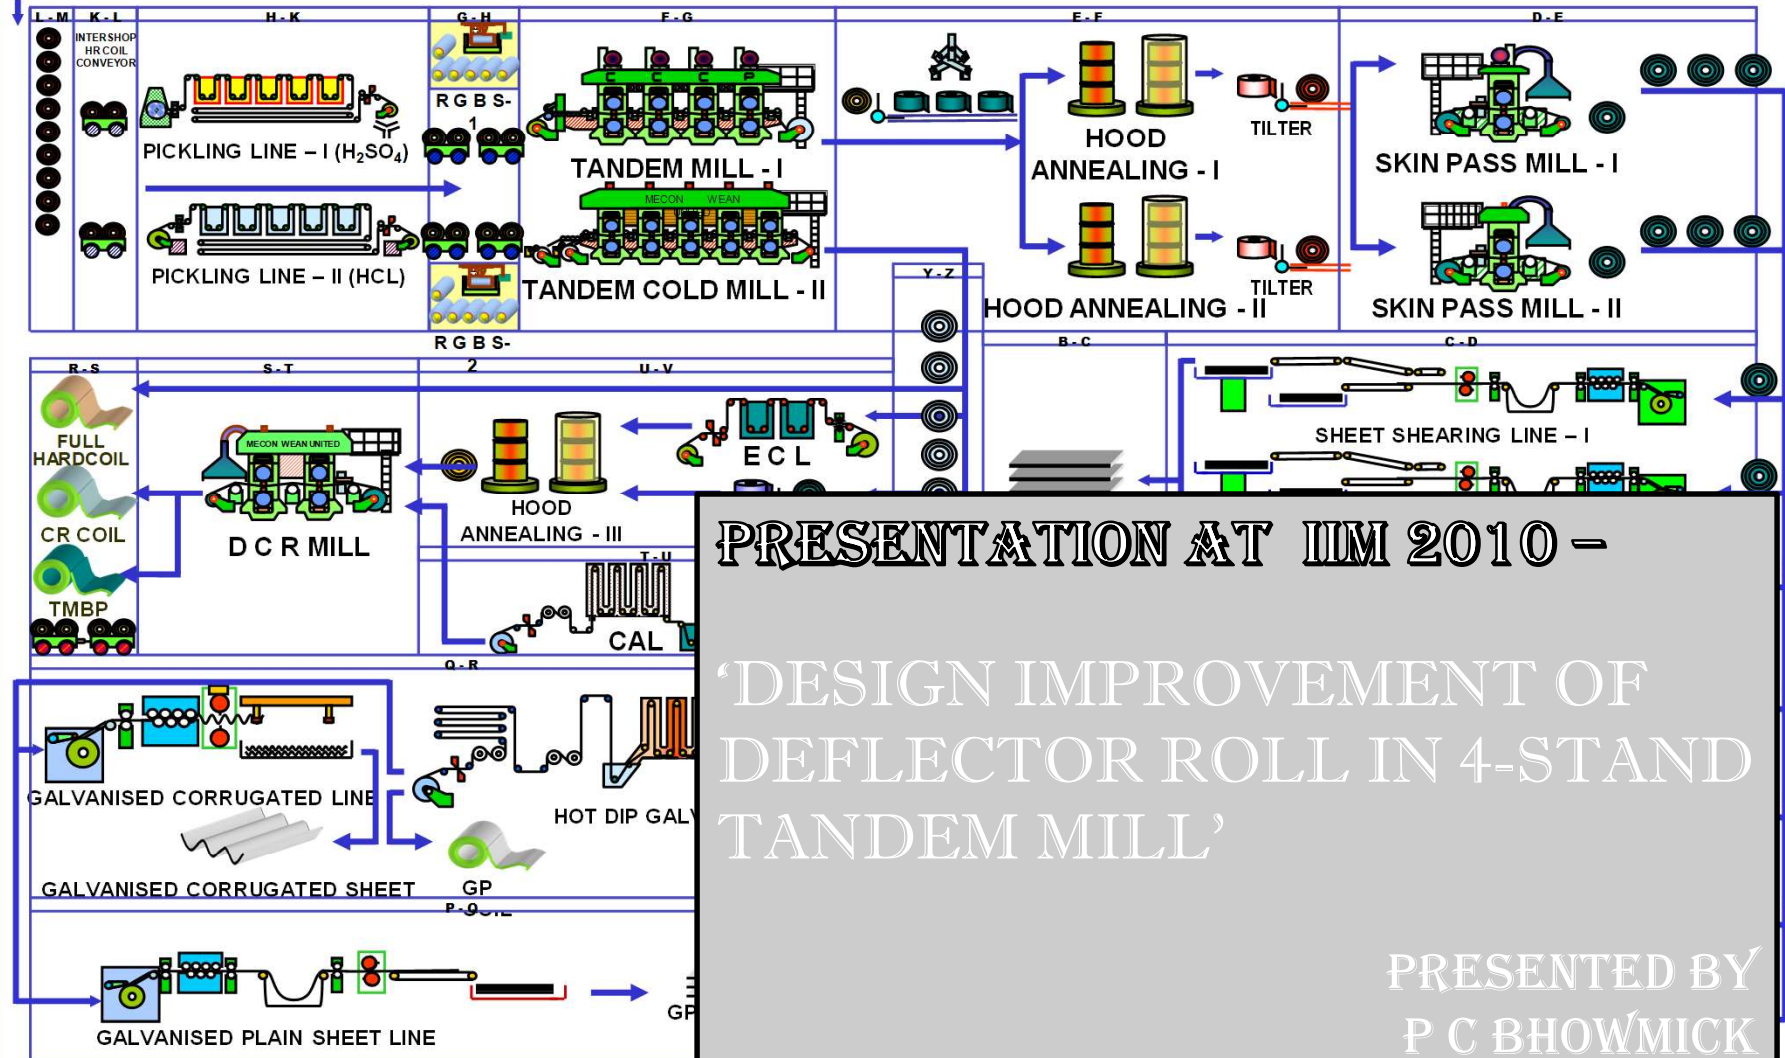 L - M
K - L
H - K
G - H
F - G
E - F
D - E
INTERSHOP
HR COIL
CONVEYOR
PICKLING LINE – I (H₂SO₄)
PICKLING LINE – II (HCL)
R G B S-
1
C C C P
TANDEM MILL - I
MECON WEAN
TANDEM COLD MILL - II
R G B S-
2
HOOD
ANNEALING - I
TILTER
SKIN PASS MILL - I
HOOD ANNEALING - II
TILTER
SKIN PASS MILL - II
Y - Z
B - C
C - D
SHEET SHEARING LINE – I
R - S
S - T
U - V
FULL
HARDCOIL
CR COIL
TMBP
MECON WEAN UNITED
D C R MILL
E C L
HOOD
ANNEALING - III
T - U
CAL
Q - R
GALVANISED CORRUGATED LINE
GALVANISED CORRUGATED SHEET
HOT DIP GALV
GP
COIL
P - Q
GALVANISED PLAIN SHEET LINE
GP
PRESENTATION AT IIM 2010 –
‘DESIGN IMPROVEMENT OF
DEFLECTOR ROLL IN 4-STAND
TANDEM MILL’
PRESENTED BY
P C BHOWMICK